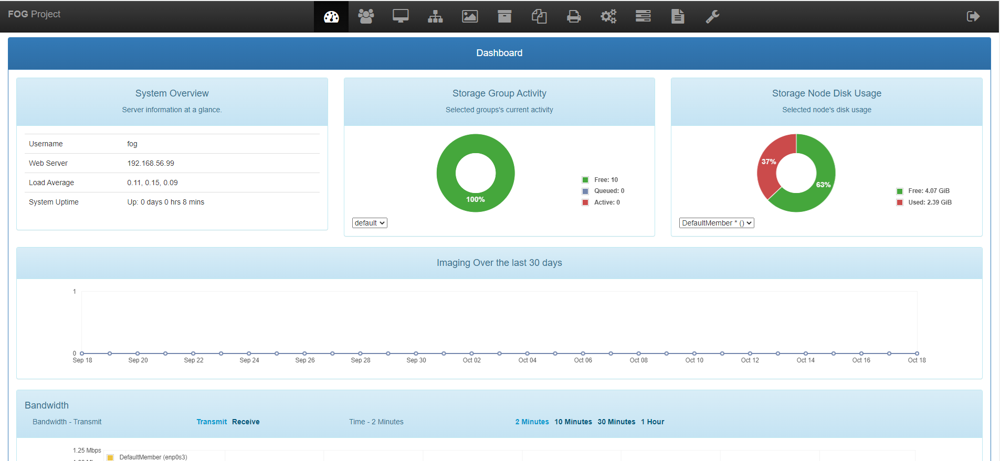 FOG Project
Dashboard
System Overview
Server information at a glance.
Username fog
Web Server 192.168.56.99
Load Average 0.11, 0.15, 0.09
System Uptime Up: 0 days 0 hrs 8 mins
Storage Group Activity
Selected groups's current activity
100%
Free: 10
Queued: 0
Active: 0
default
Storage Node Disk Usage
Selected node's disk usage
37%
63%
Free: 4.07 GiB
Used: 2.39 GiB
DefaultMember * ()
Imaging Over the last 30 days
1
0
Sep 18 Sep 20 Sep 22 Sep 24 Sep 26 Sep 28 Sep 30 Oct 02 Oct 04 Oct 06 Oct 08 Oct 10 Oct 12 Oct 14 Oct 16 Oct 18
Bandwidth
Bandwidth - Transmit Transmit Receive Time - 2 Minutes 2 Minutes 10 Minutes 30 Minutes 1 Hour
1.25 Mbps
DefaultMember (enp0s3)